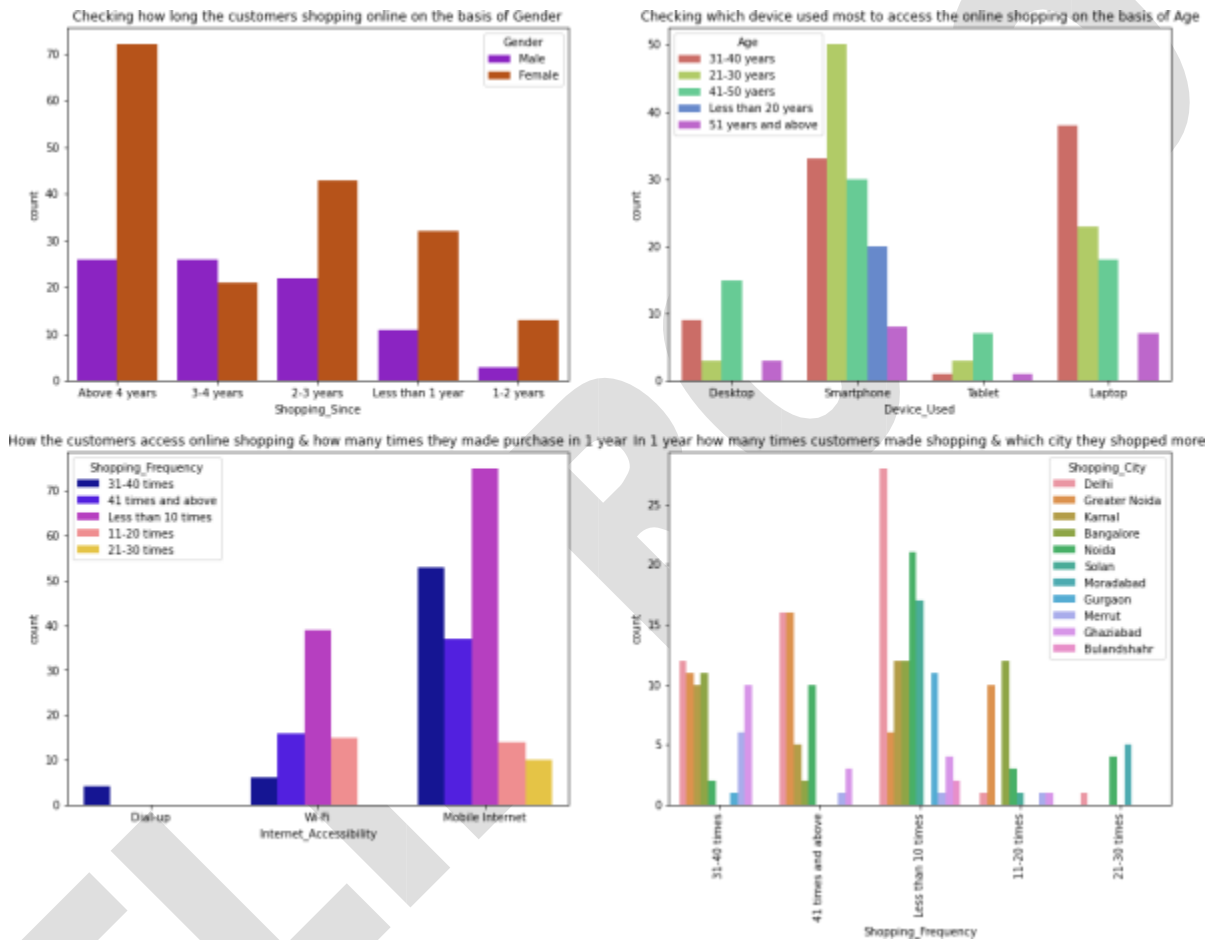 Checking how long the customers shopping online on the basis of Gender
Gender
Male
Female
70
60
50
40
30
20
10
0
count
Above 4 years
3-4 years
2-3 years
Less than 1 year
1-2 years
Shopping_Since
Checking which device used most to access the online shopping on the basis of Age
Age
31-40 years
21-30 years
41-50 yaers
Less than 20 years
51 years and above
50
40
30
20
10
0
count
Desktop
Smartphone
Tablet
Laptop
Device_Used
How the customers access online shopping & how many times they made purchase in 1 year
Shopping_Frequency
31-40 times
41 times and above
Less than 10 times
11-20 times
21-30 times
70
60
50
40
30
20
10
0
count
Dial-up
Wi-Fi
Mobile Internet
Internet_Accessibility
In 1 year how many times customers made shopping & which city they shopped more
Shopping_City
Delhi
Greater Noida
Karnal
Bangalore
Noida
Solan
Moradabad
Gurgaon
Merrut
Ghaziabad
Bulandshahr
25
20
15
10
5
0
count
31-40 times
41 times and above
Less than 10 times
11-20 times
21-30 times
Shopping_Frequency